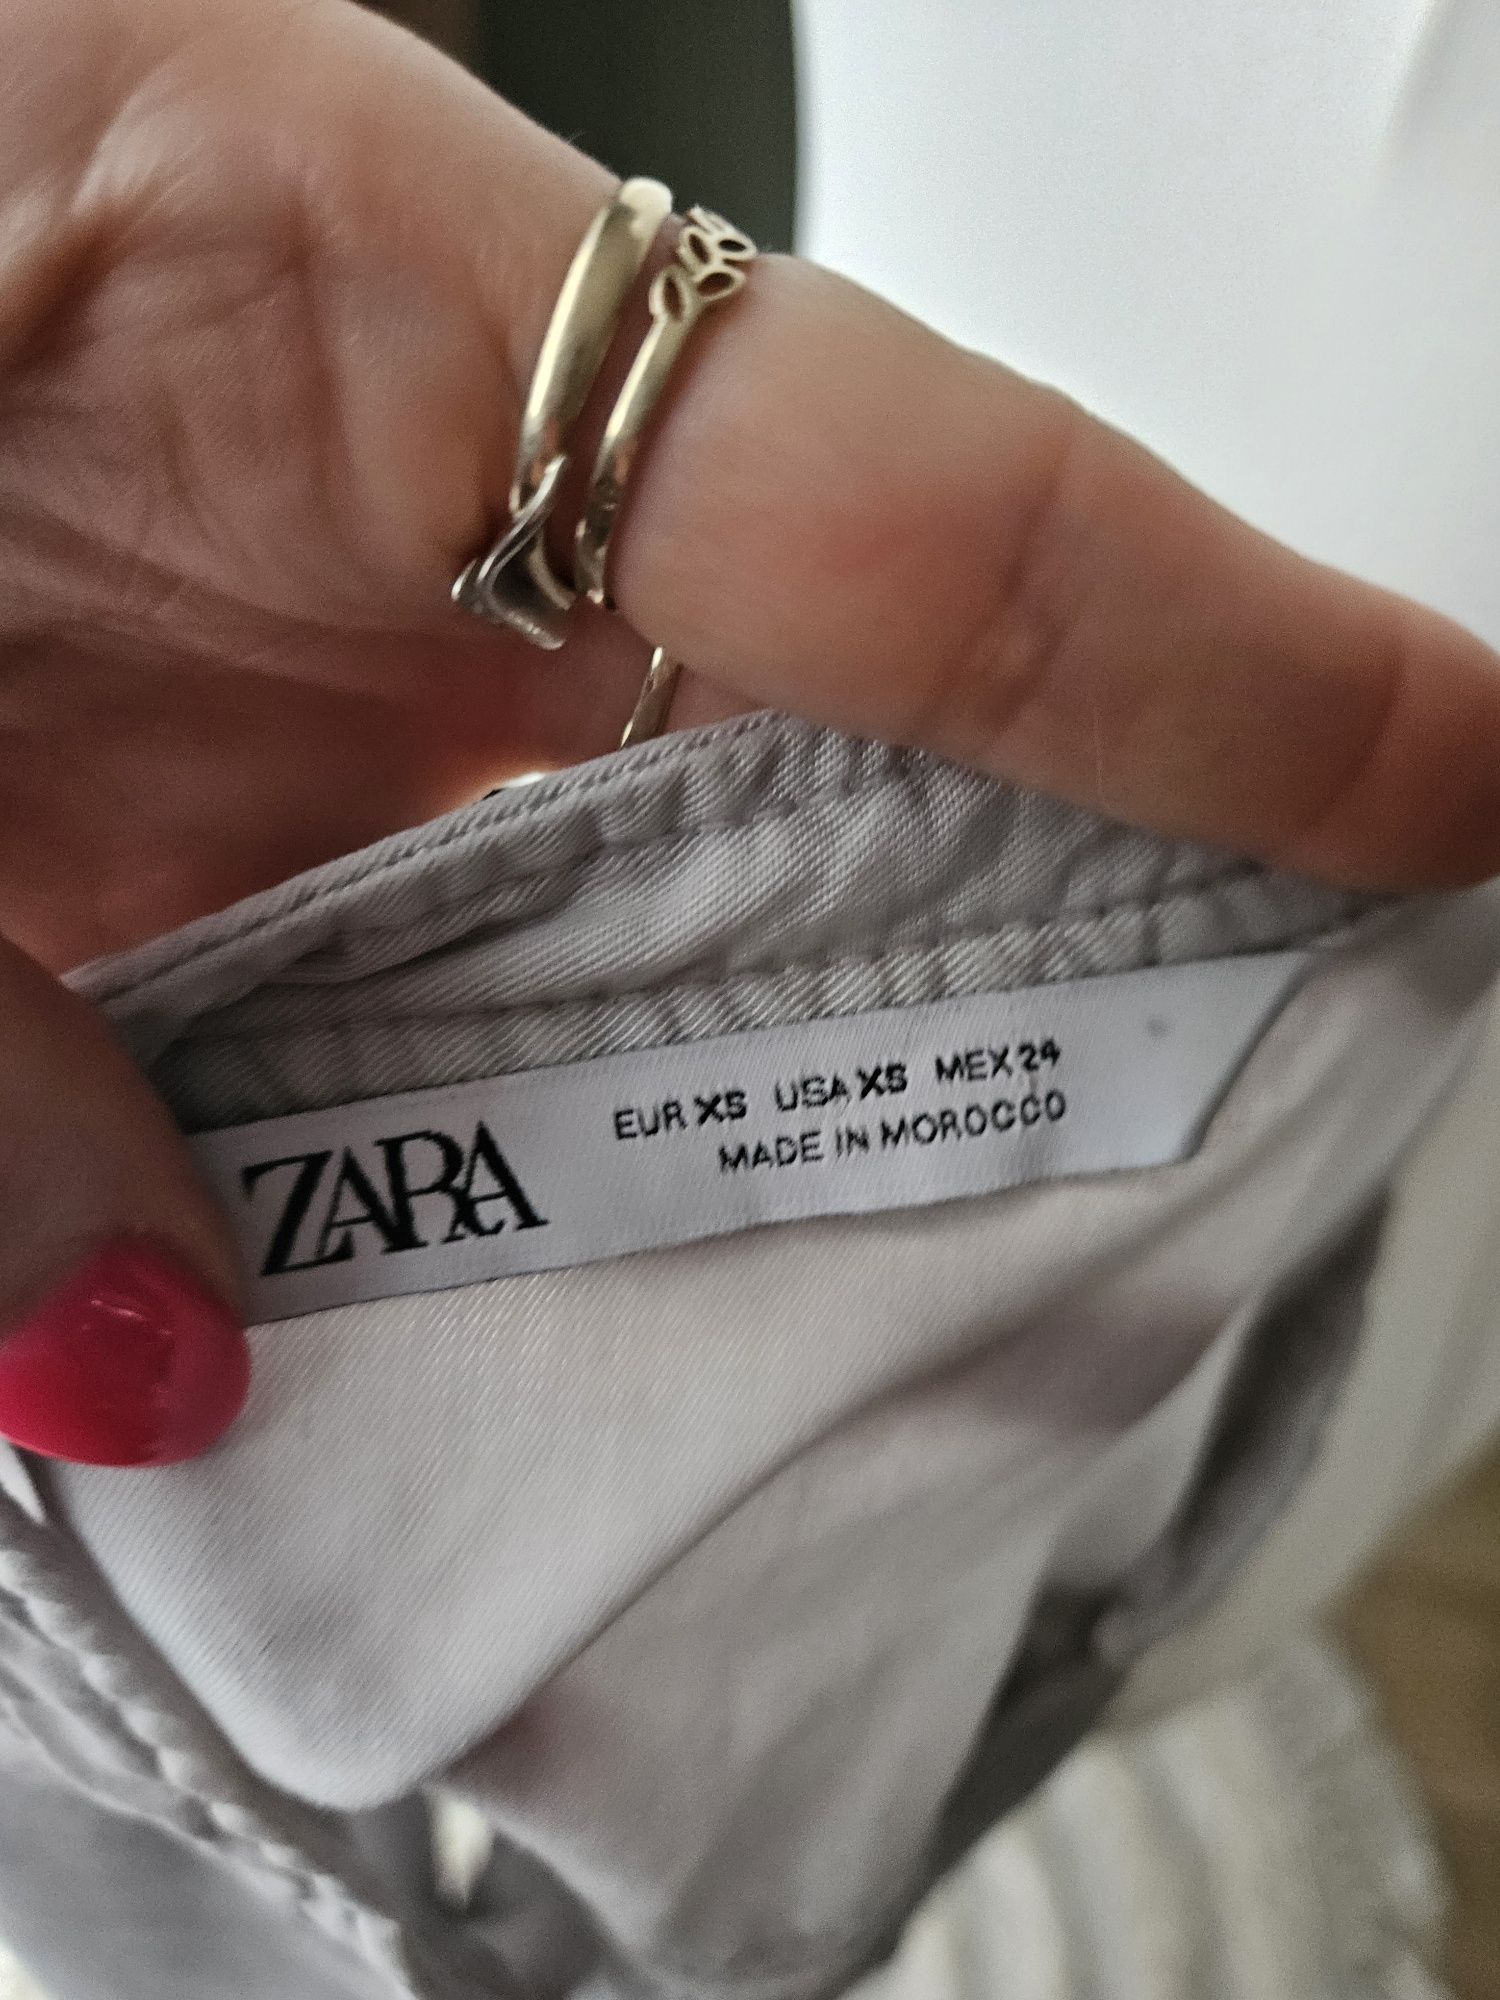 ZARA
EUR XS USA XS MEX 24
MADE IN MOROCCO